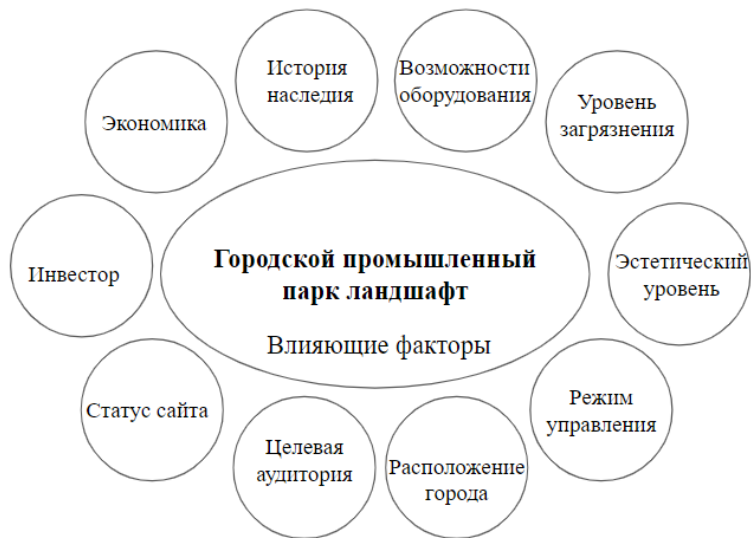 История
наследия
Возможности
оборудования
Уровень
загрязнения
Экономика
Эстетический
уровень
Инвестор
Городской промышленный
парк ландшафт
Влияющие факторы
Режим
управления
Статус сайта
Целевая
аудитория
Расположение
города